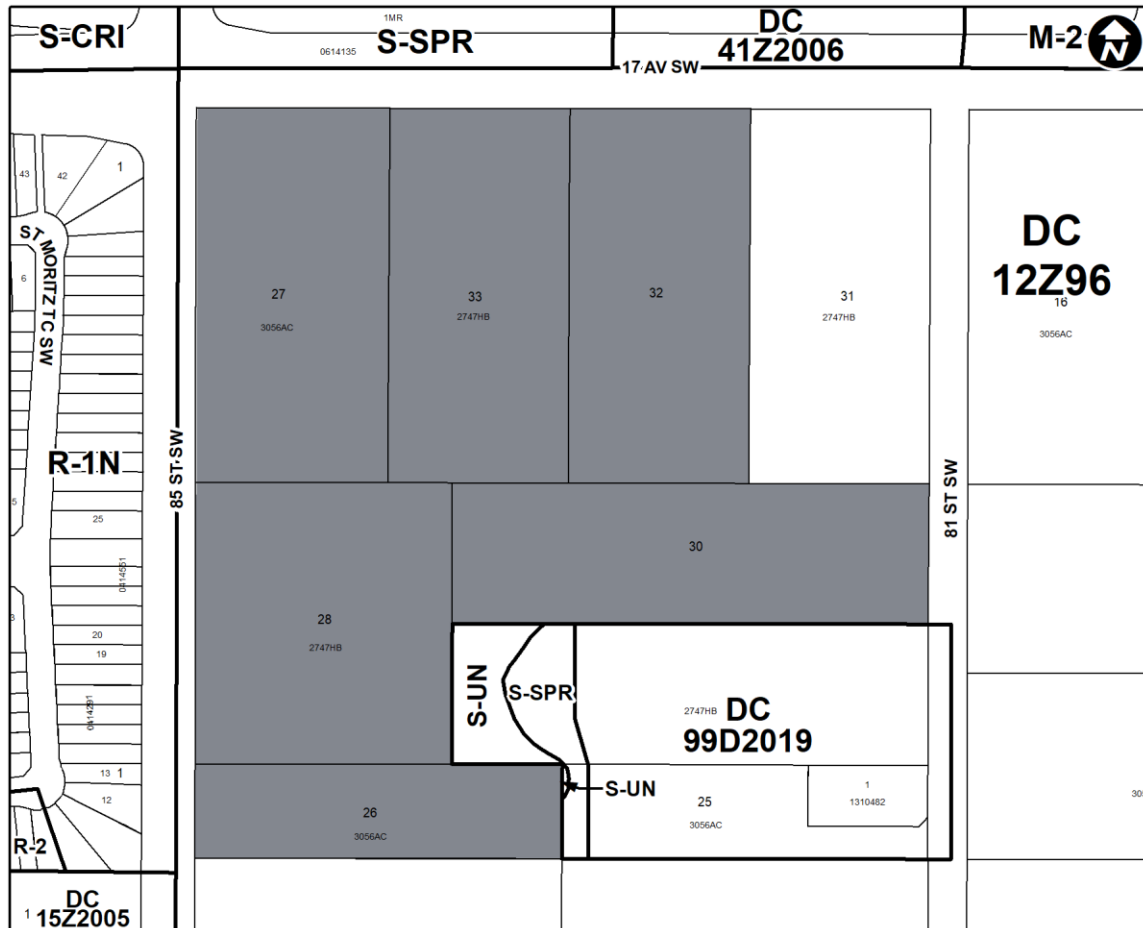 1MR
S-CRI
S-SPR
DC
41Z2006
M-2
N
0614135
17 AV SW
43
42
1
ST MORITZ TC SW
6
27
3056AC
33
2747HB
32
31
2747HB
DC
12Z96
16
3056AC
R-1N
85 ST SW
81 ST SW
5
25
0414551
30
3
28
2747HB
20
19
0414291
S-UN
S-SPR
2747HB
DC
99D2019
13
1
12
S-UN
26
3056AC
25
3056AC
1
1310482
R-2
DC
1
15Z2005